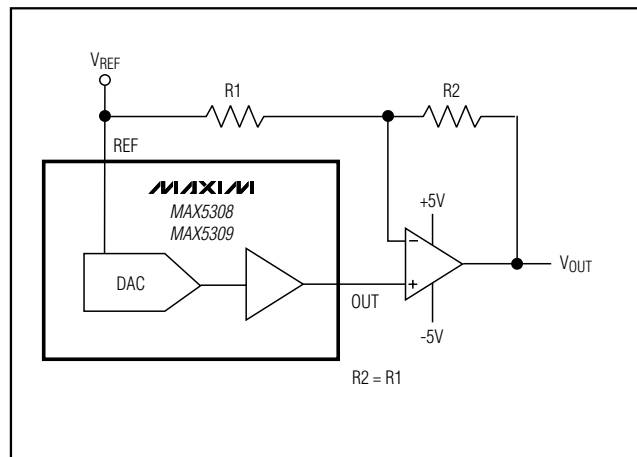 VREF
R1
R2
REF
MAXIM
MAX5308
MAX5309
+5V
−
DAC
+
OUT
VOUT
-5V
R2 = R1